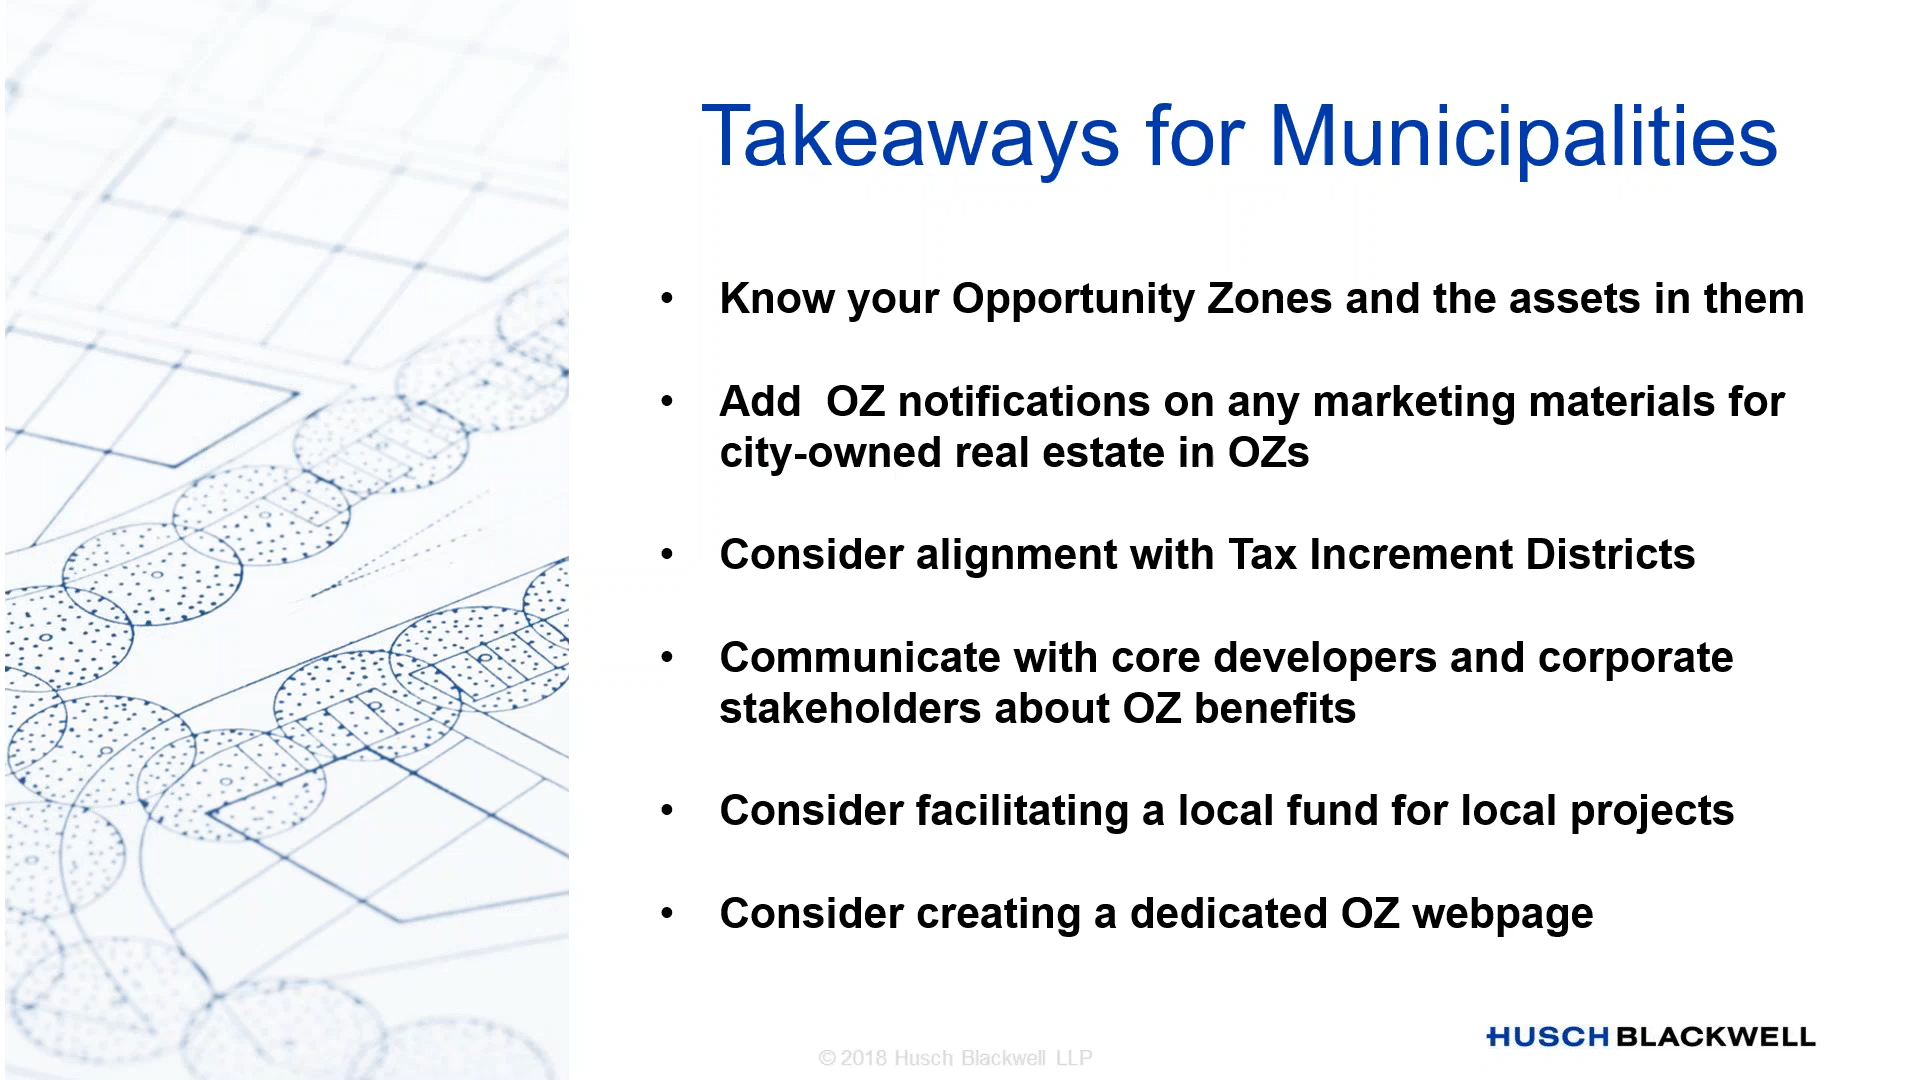 Takeaways for Municipalities
• Know your Opportunity Zones and the assets in them
• Add  OZ notifications on any marketing materials for
city-owned real estate in OZs
• Consider alignment with Tax Increment Districts
• Communicate with core developers and corporate
stakeholders about OZ benefits
• Consider facilitating a local fund for local projects
• Consider creating a dedicated OZ webpage
HUSCH BLACKWELL
© 2018 Husch Blackwell LLP